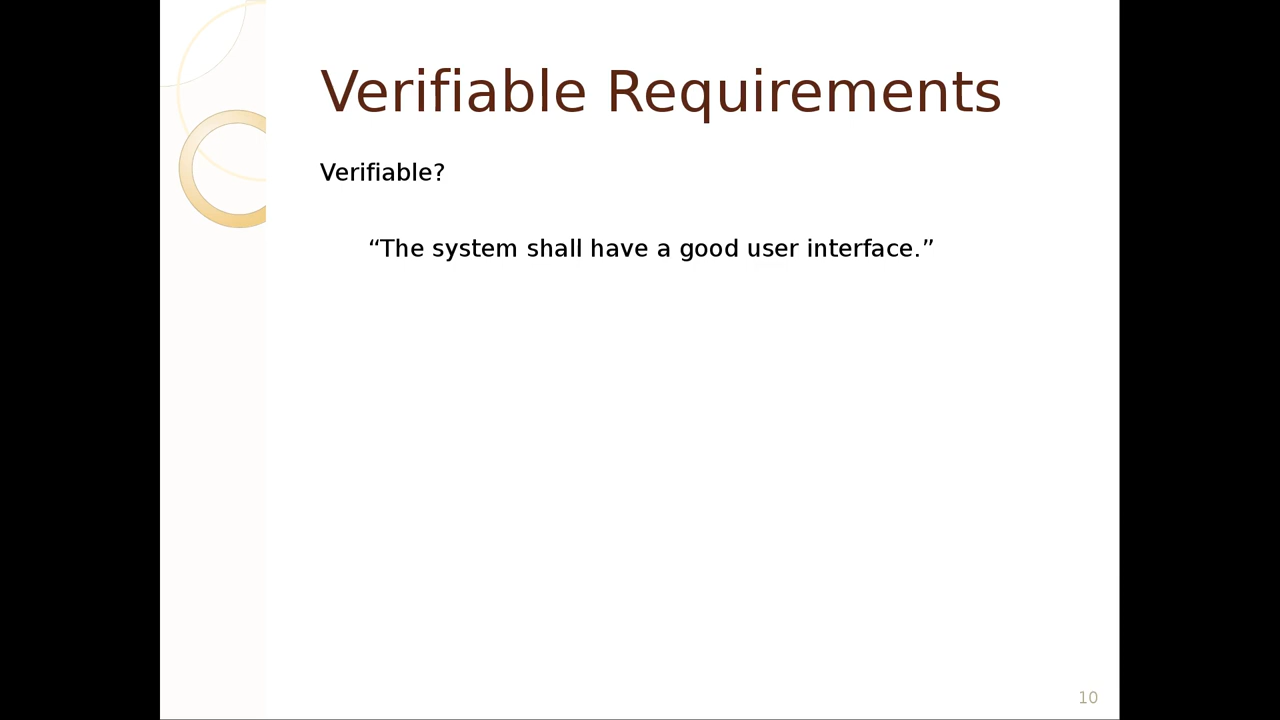 Verifiable Requirements
Verifiable?
“The system shall have a good user interface.”
10